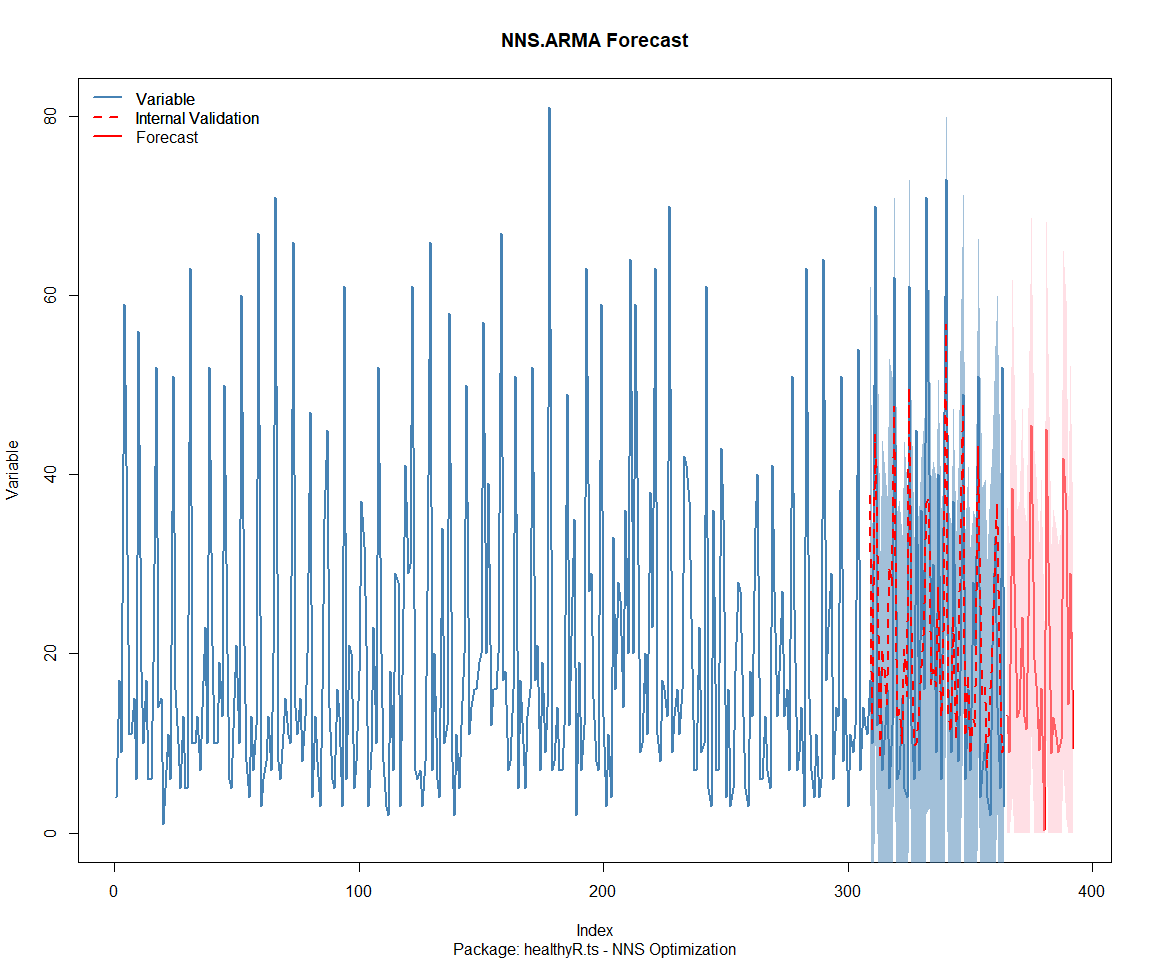 NNS.ARMA Forecast
Variable
Internal Validation
Forecast
80
60
40
20
0
Variable
0 100 200 300 400
Index
Package: healthyR.ts - NNS Optimization